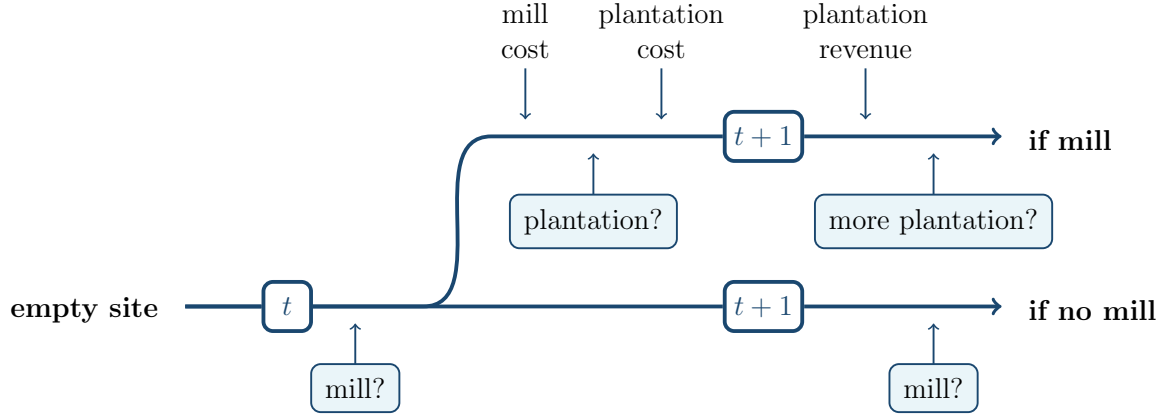 mill
cost
plantation
cost
plantation
revenue
t + 1
if mill
plantation?
more plantation?
empty site
t
t + 1
if no mill
mill?
mill?